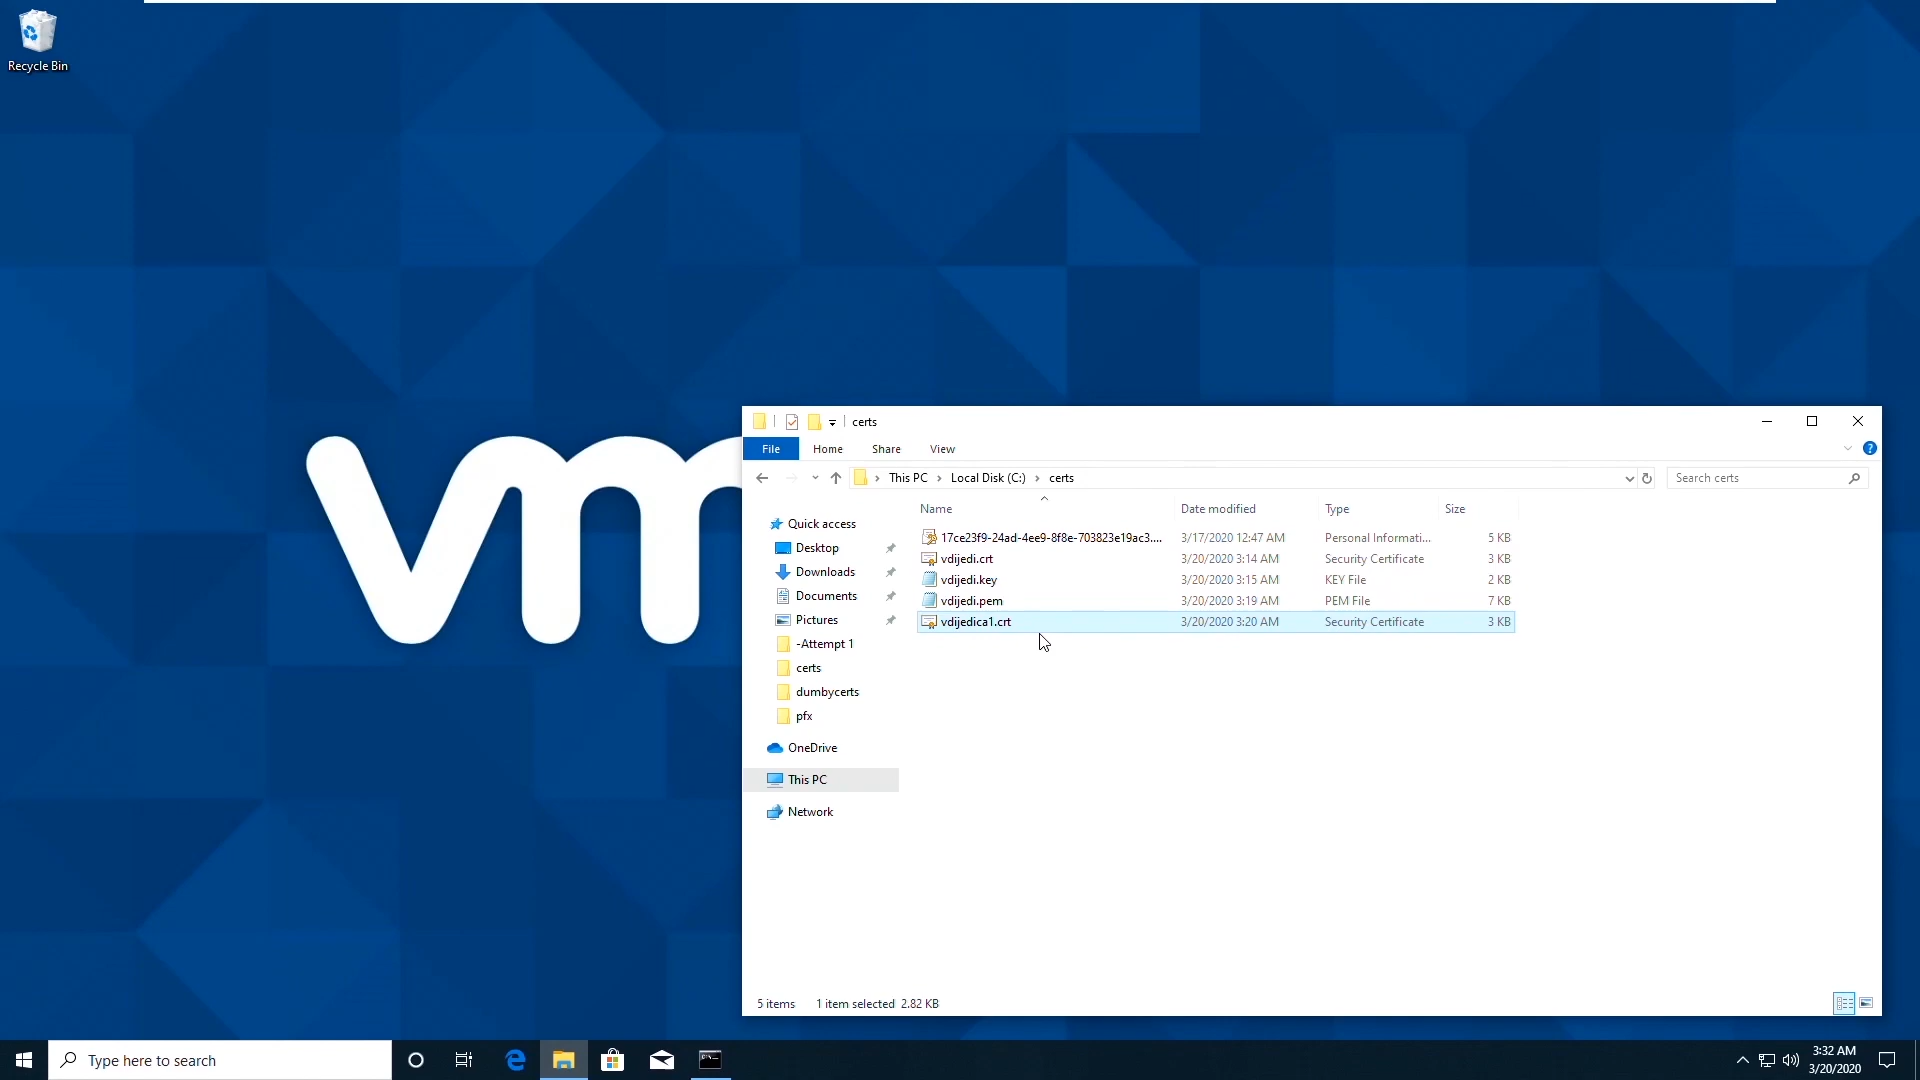 Recycle Bin
vm
certs
File Home Share View
This PC Local Disk (C:) certs
Search certs
Name Date modified Type Size
Quick access
Desktop
Downloads
Documents
Pictures
-Attempt 1
certs
dumbycerts
pfx
OneDrive
This PC
Network
17ce23f9-24ad-4ee9-8f8e-703823e19ac3.... 3/17/2020 12:47 AM Personal Informati... 5 KB
vdijedi.crt 3/20/2020 3:14 AM Security Certificate 3 KB
vdijedi.key 3/20/2020 3:15 AM KEY File 2 KB
vdijedi.pem 3/20/2020 3:19 AM PEM File 7 KB
vdijedica1.crt 3/20/2020 3:20 AM Security Certificate 3 KB
5 items 1 item selected 2.82 KB
Type here to search
3:32 AM
3/20/2020